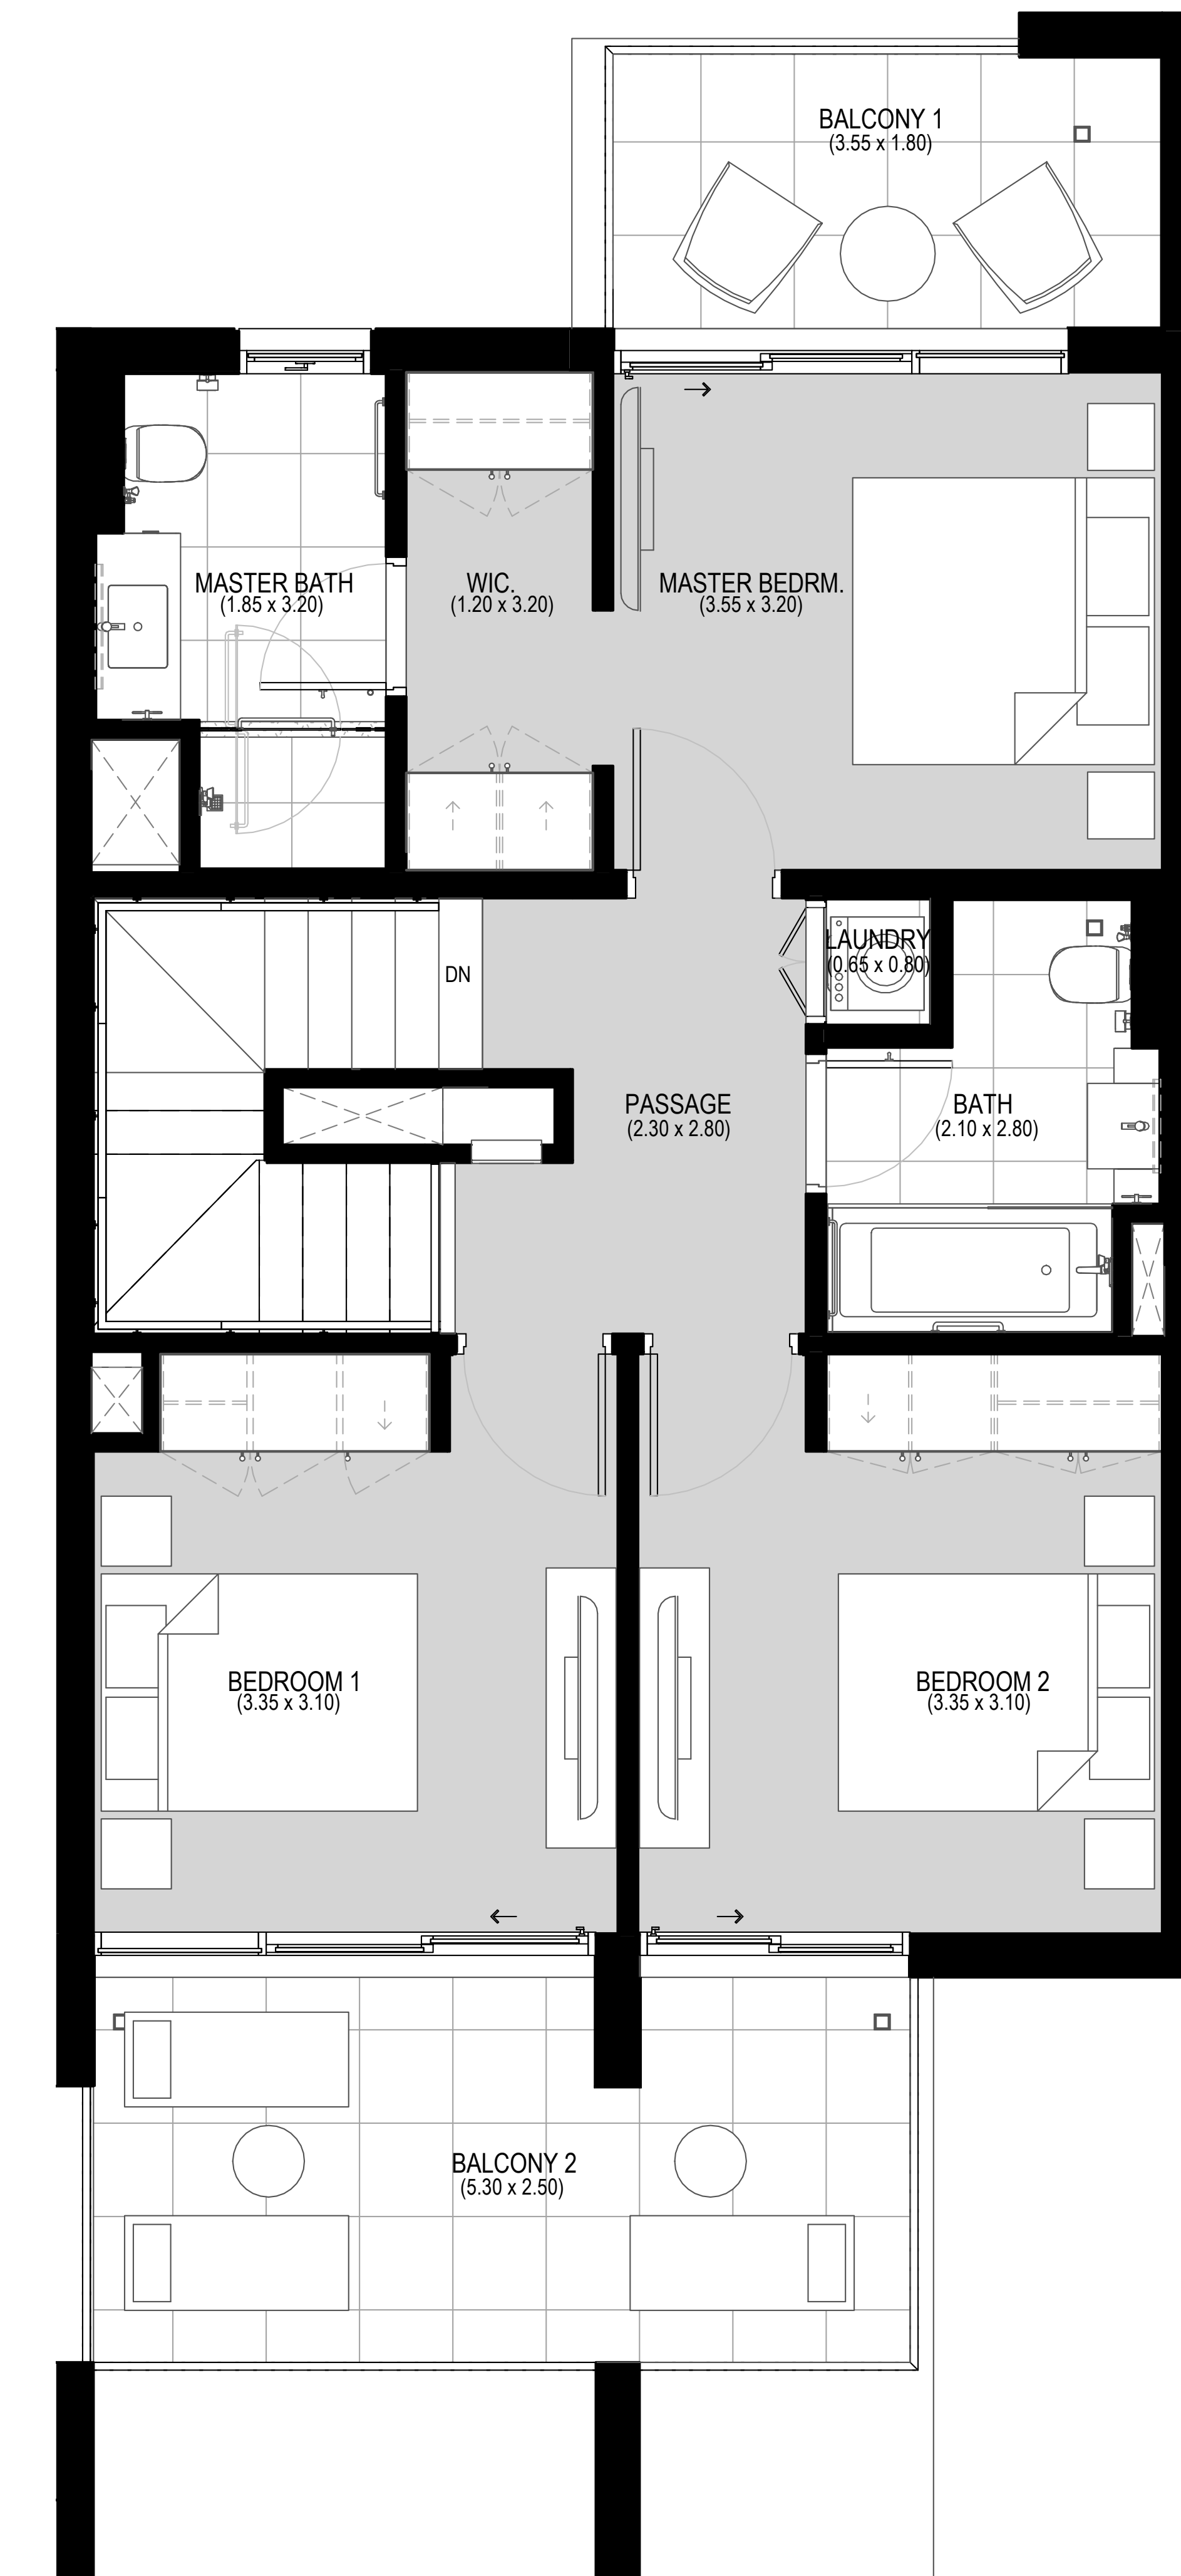 BALCONY 1
(3.55 x 1.80)
MASTER BATH
(1.85 x 3.20)
WIC.
(1.20 x 3.20)
MASTER BEDRM.
(3.55 x 3.20)
LAUNDRY
(0.65 x 0.80)
DN
PASSAGE
(2.30 x 2.80)
BATH
(2.10 x 2.80)
BEDROOM 1
(3.35 x 3.10)
BEDROOM 2
(3.35 x 3.10)
BALCONY 2
(5.30 x 2.50)